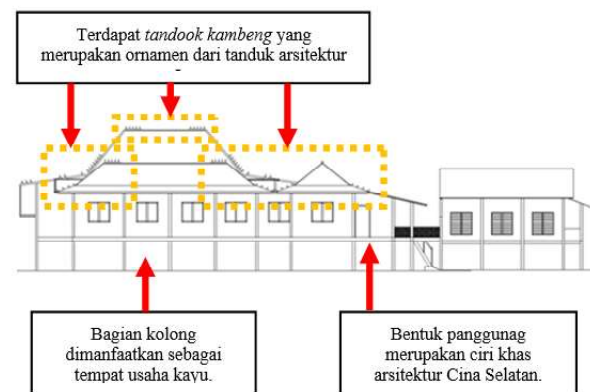 Terdapat tandook kambeng yang
merupakan ornamen dari tanduk arsitektur
Bagian kolong
dimanfaatkan sebagai
tempat usaha kayu.
Bentuk panggunag
merupakan ciri khas
arsitektur Cina Selatan.